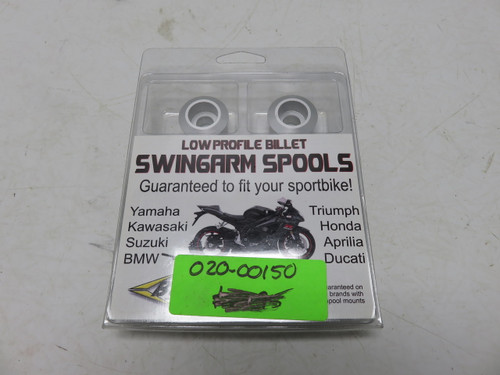 LOW PROFILE BILLET
SWINGARM SPOOLS
Guaranteed to fit your sportbike!
Yamaha Triumph
Kawasaki Honda
Suzuki Aprilia
BMW Ducati
020-00150
guaranteed on
brands with
spool mounts